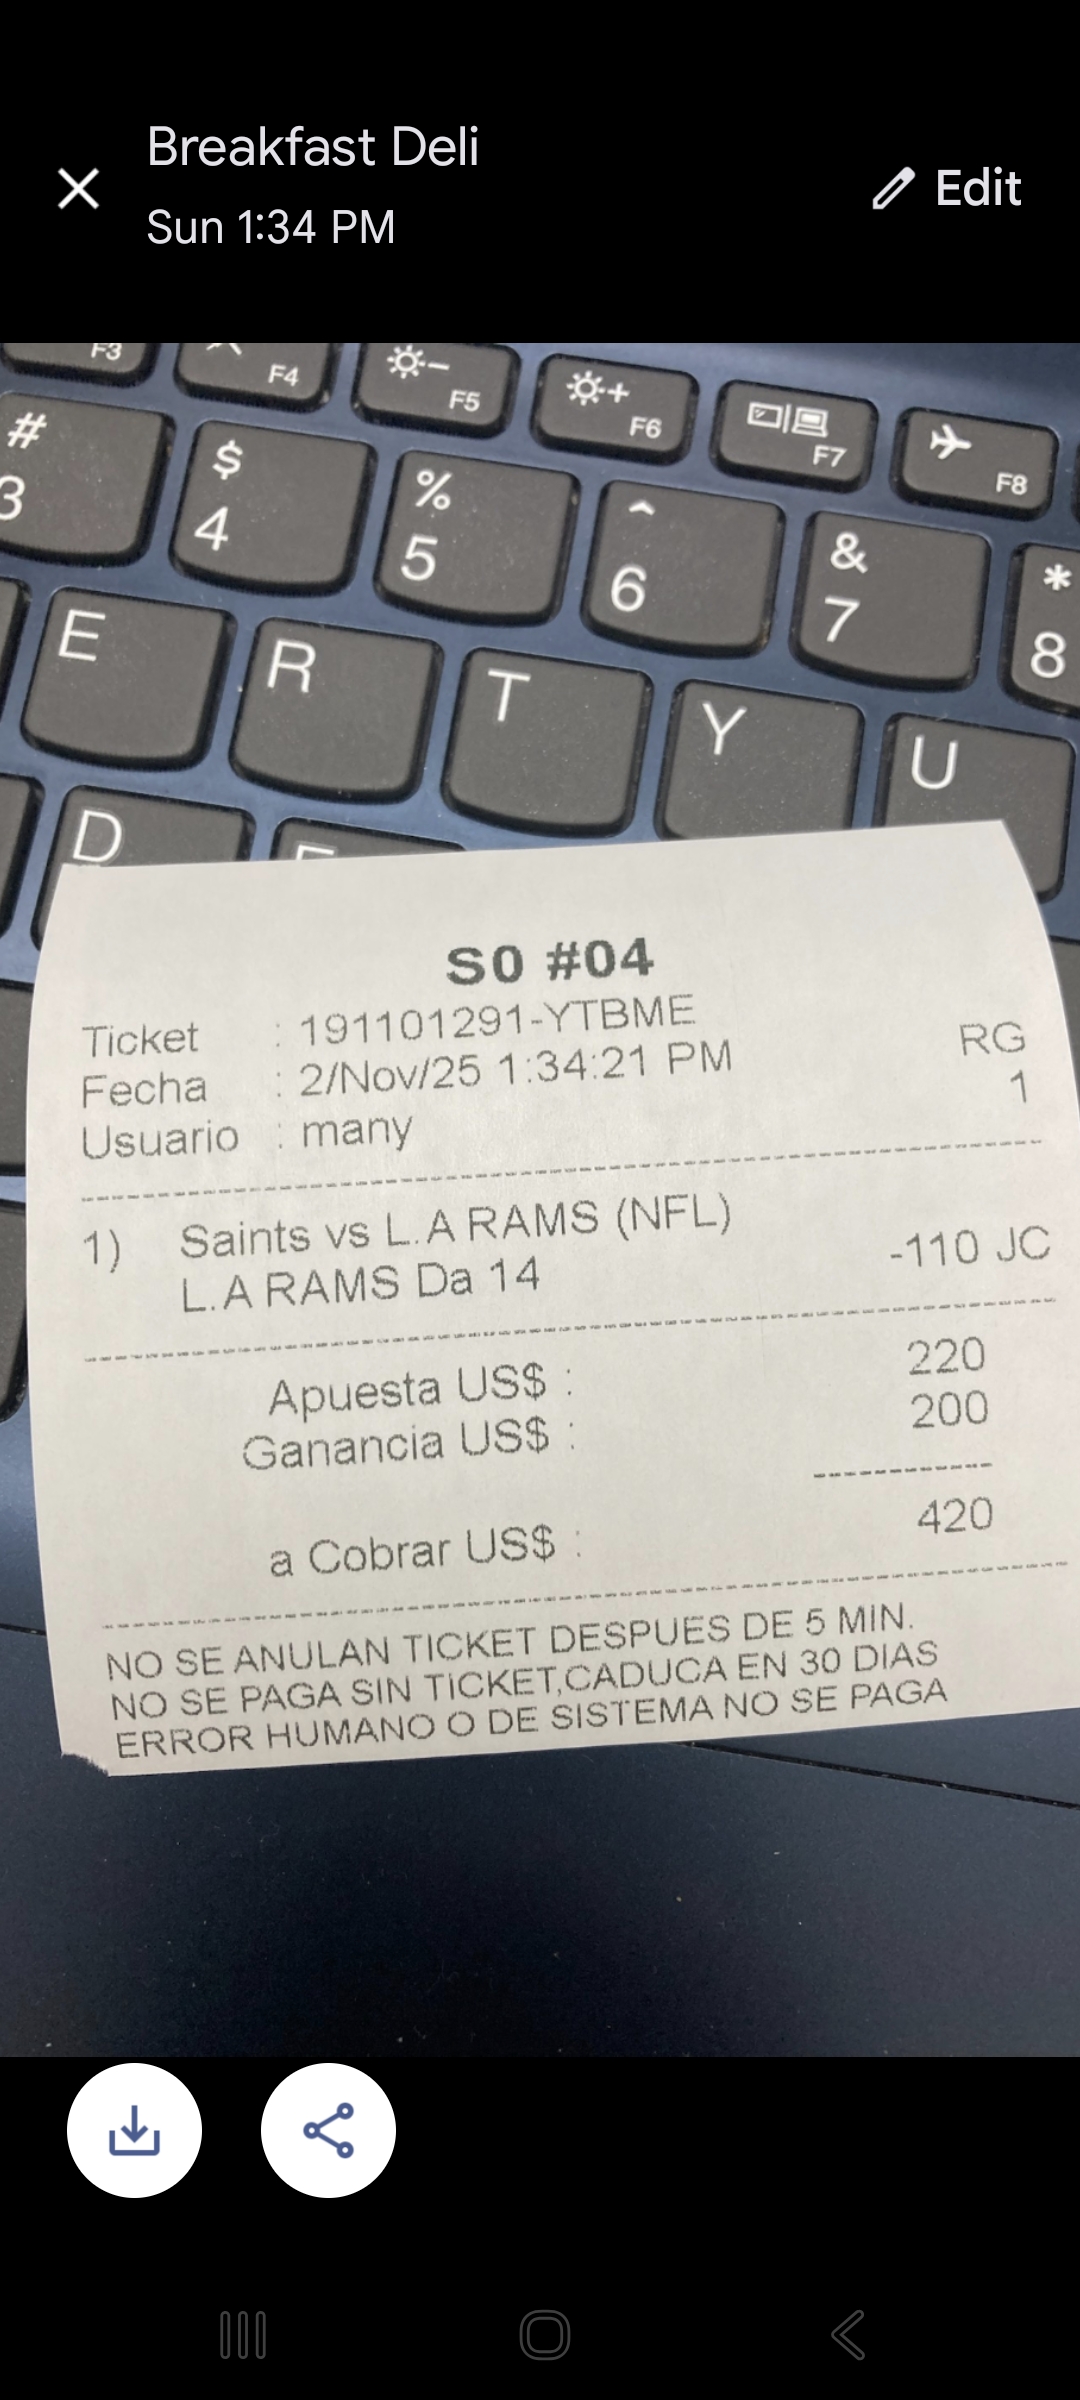 Breakfast Deli
Sun 1:34 PM
Edit
F3
F4
F5
F6
F7
F8
#
3
$
4
%
5
^
6
&
7
*
8
E
R
T
Y
U
D
S0 #04
Ticket : 191101291-YTBME
RG
Fecha : 2/Nov/25 1:34:21 PM
1
Usuario : many
1) Saints vs L.A RAMS (NFL)
L.A RAMS Da 14 -110 JC
Apuesta US$ : 220
Ganancia US$ : 200
a Cobrar US$ : 420
NO SE ANULAN TICKET DESPUES DE 5 MIN.
NO SE PAGA SIN TICKET,CADUCA EN 30 DIAS
ERROR HUMANO O DE SISTEMA NO SE PAGA